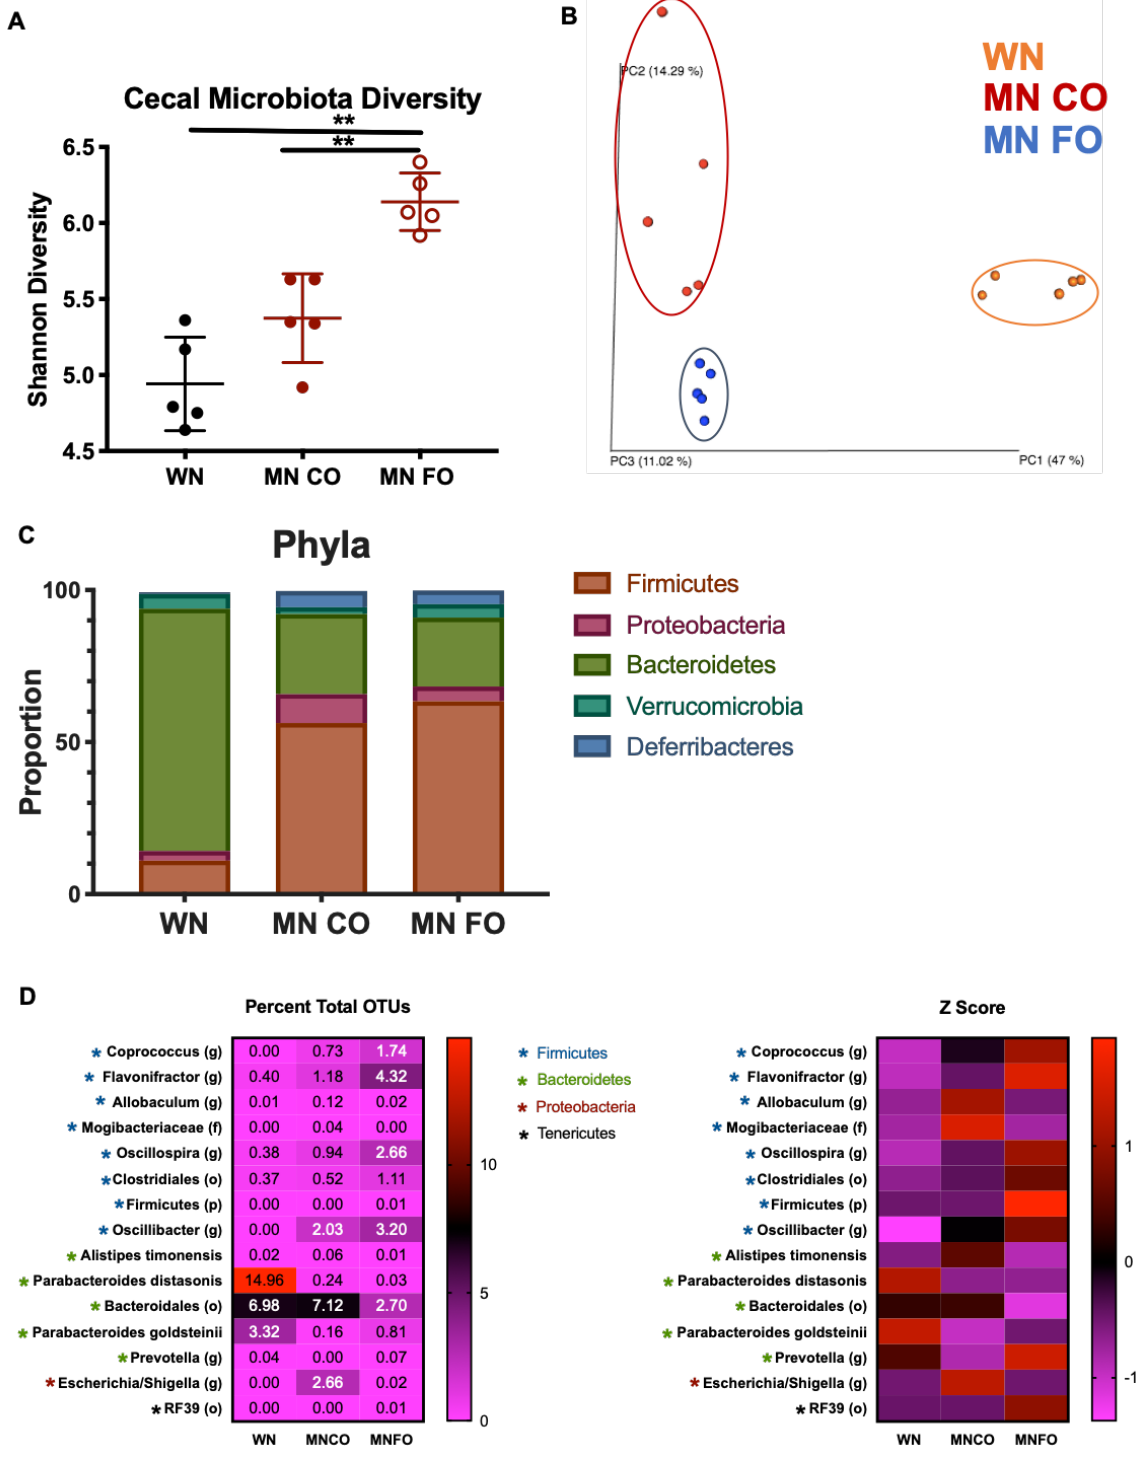 A
Cecal Microbiota Diversity
**
**
Shannon Diversity
6.5
6.0
5.5
5.0
4.5
WN MN CO MN FO
B
PC2 (14.29 %)
PC3 (11.02 %)
PC1 (47 %)
WN
MN CO
MN FO
C
Phyla
Proportion
100
50
0
WN MN CO MN FO
Firmicutes
Proteobacteria
Bacteroidetes
Verrucomicrobia
Deferribacteres
D
Percent Total OTUs
* Coprococcus (g) 0.00 0.73 1.74
* Flavonifractor (g) 0.40 1.18 4.32
* Allobaculum (g) 0.01 0.12 0.02
* Mogibacteriaceae (f) 0.00 0.04 0.00
* Oscillospira (g) 0.38 0.94 2.66
* Clostridiales (o) 0.37 0.52 1.11
* Firmicutes (p) 0.00 0.00 0.01
* Oscillibacter (g) 0.00 2.03 3.20
* Alistipes timonensis 0.02 0.06 0.01
* Parabacteroides distasonis 14.96 0.24 0.03
* Bacteroidales (o) 6.98 7.12 2.70
* Parabacteroides goldsteinii 3.32 0.16 0.81
* Prevotella (g) 0.04 0.00 0.07
* Escherichia/Shigella (g) 0.00 2.66 0.02
* RF39 (o) 0.00 0.00 0.01
WN MNCO MNFO
10
5
0
* Firmicutes
* Bacteroidetes
* Proteobacteria
* Tenericutes
Z Score
* Coprococcus (g)
* Flavonifractor (g)
* Allobaculum (g)
* Mogibacteriaceae (f)
* Oscillospira (g)
* Clostridiales (o)
* Firmicutes (p)
* Oscillibacter (g)
* Alistipes timonensis
* Parabacteroides distasonis
* Bacteroidales (o)
* Parabacteroides goldsteinii
* Prevotella (g)
* Escherichia/Shigella (g)
* RF39 (o)
WN MNCO MNFO
1
0
-1